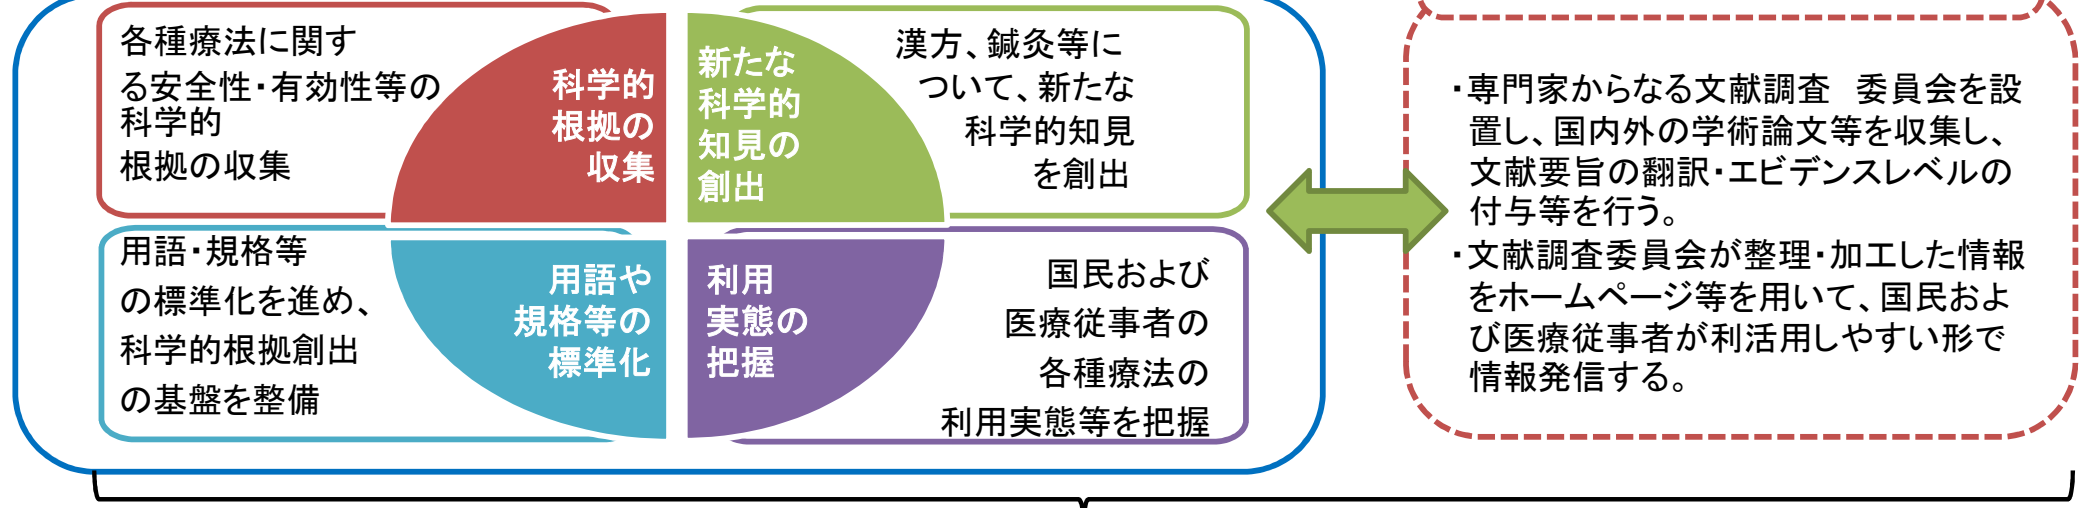 各種療法に関す
る安全性・有効性等の
科学的
根拠の収集
科学的
根拠の
収集
新たな
科学的
知見の
創出
漢方、鍼灸等に
ついて、新たな
科学的知見
を創出
用語・規格等
の標準化を進め、
科学的根拠創出
の基盤を整備
用語や
規格等の
標準化
利用
実態の
把握
国民および
医療従事者の
各種療法の
利用実態等を把握
・専門家からなる文献調査　委員会を設
置し、国内外の学術論文等を収集し、
文献要旨の翻訳・エビデンスレベルの
付与等を行う。
・文献調査委員会が整理・加工した情報
をホームページ等を用いて、国民およ
び医療従事者が利活用しやすい形で
情報発信する。